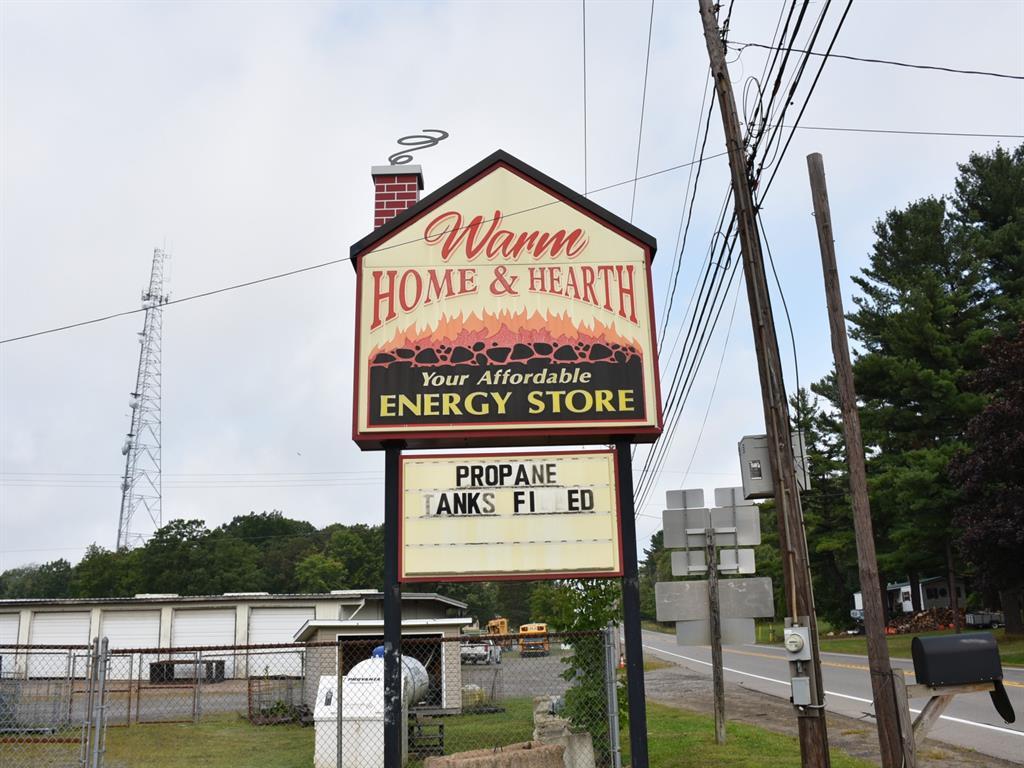 Warm
HOME & HEARTH
Your Affordable
ENERGY STORE
PROPANE
TANKS FI  ED